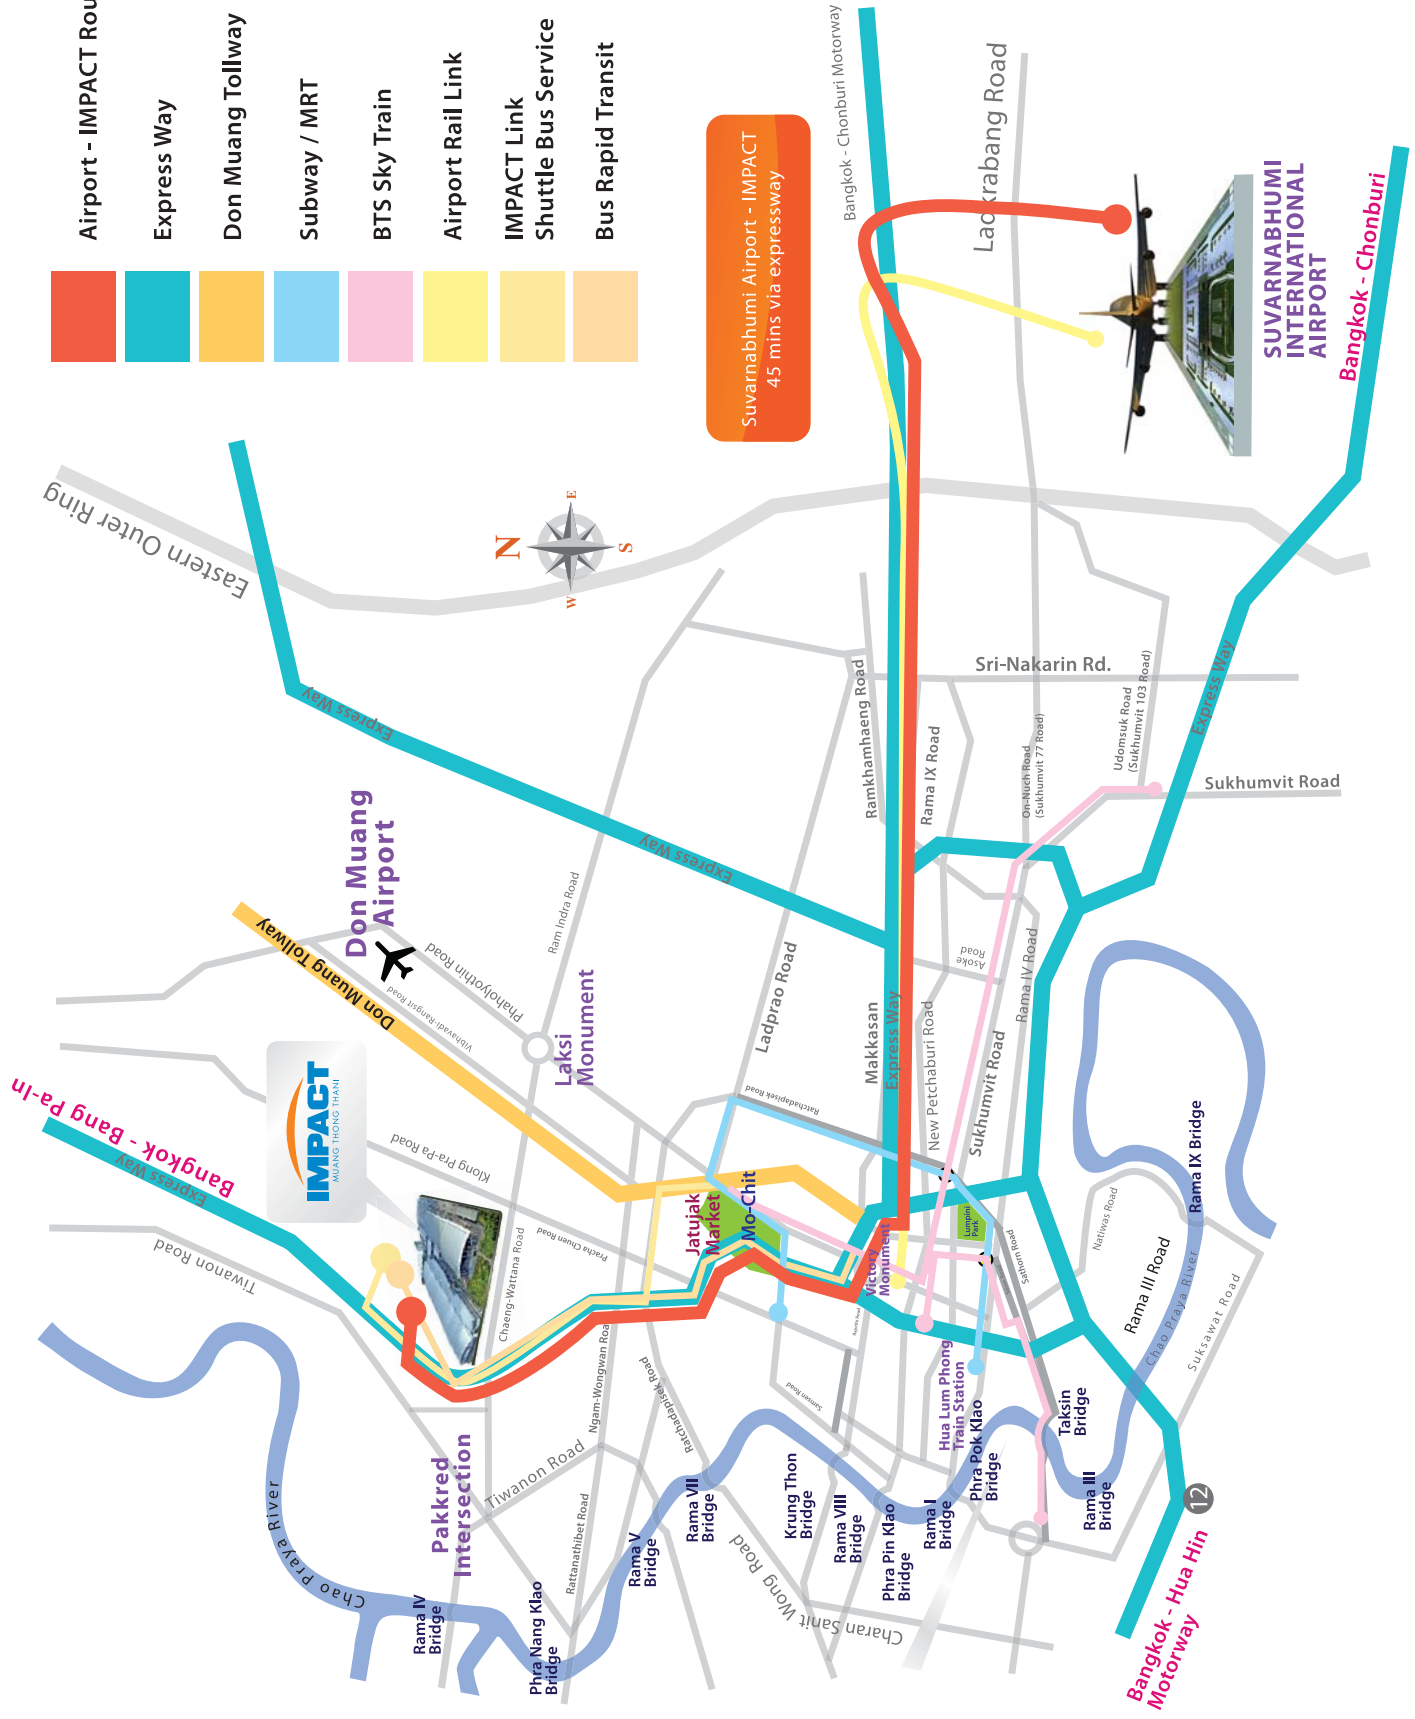 Airport - IMPACT Rou
Express Way
Don Muang Tollway
Subway / MRT
BTS Sky Train
Airport Rail Link
IMPACT Link
Shuttle Bus Service
Bus Rapid Transit
Suvarnabhumi Airport - IMPACT
45 mins via expressway
Bangkok - Chonburi Motorway
Ladkrabang Road
SUVARNABHUMI
INTERNATIONAL
AIRPORT
Bangkok - Chonburi
Eastern Outer Ring
N
E
S
W
Express Way
Express Way
Express Way
Express Way
Sri-Nakarin Rd.
Ramkhamhaeng Road
Rama IX Road
On-Nuch Road
(Sukhumvit 77 Road)
Udomsuk Road
(Sukhumvit 103 Road)
Sukhumvit Road
Don Muang
Airport
Don Muang Tollway
Phaholyothin Road
Vibhavadi-Rangsit Road
Ram Indra Road
Laksi
Monument
Ladprao Road
Ratchadapisek Road
Makkasan
New Petchaburi Road
Asoke
Road
Rama IV Road
Sukhumvit Road
Bangkok - Bang Pa-In
Express Way
IMPACT
MUANG THONG THANI
Klong Pra-Pa Road
Pracha Chuen Road
Chaeng-Wattana Road
Tiwanon Road
Jatujak
Market
Mo-Chit
Victory
Monument
Lumpini
Park
Sathorn Road
Natiwas Road
Rama IX Bridge
Rama III Road
Chao Praya River
Suksawat Road
Ngam-Wongwan Roa
Ratchadapisek Road
Samsen Road
Hua Lum Phong
Train Station
Phra Pok Klao
Bridge
Taksin
Bridge
Rama III
Bridge
Pakkred
Intersection
Tiwanon Road
Rattanathibet Road
Rama V
Bridge
Rama VII
Bridge
Krung Thon
Bridge
Rama VIII
Bridge
Phra Pin Klao
Bridge
Rama I
Bridge
Charan Sanit Wong Road
Chao Praya River
Rama IV
Bridge
Phra Nang Klao
Bridge
12
Bangkok - Hua Hin
Motorway